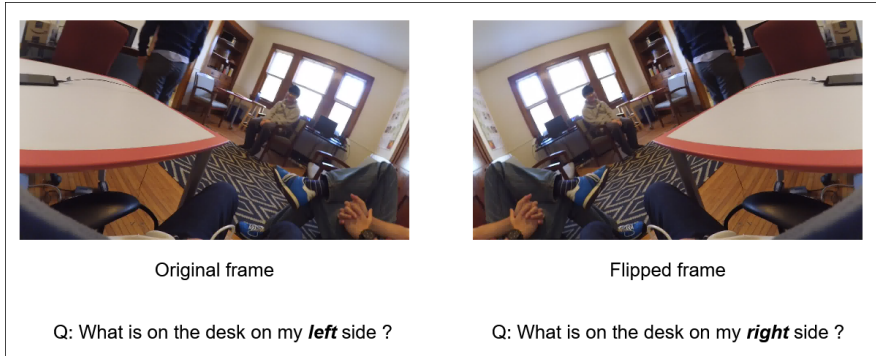 Original frame
Flipped frame
Q: What is on the desk on my left side ?
Q: What is on the desk on my right side ?